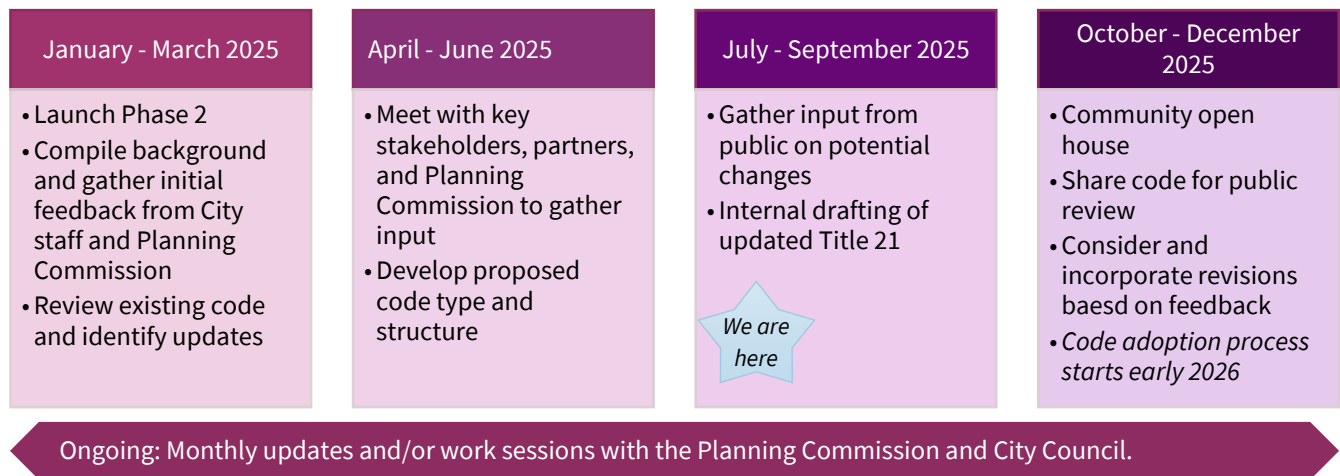 January - March 2025
• Launch Phase 2
• Compile background
and gather initial
feedback from City
staff and Planning
Commission
• Review existing code
and identify updates
April - June 2025
• Meet with key
stakeholders, partners,
and Planning
Commission to gather
input
• Develop proposed
code type and
structure
July - September 2025
• Gather input from
public on potential
changes
• Internal drafting of
updated Title 21
We are
here
October - December
2025
• Community open
house
• Share code for public
review
• Consider and
incorporate revisions
baesd on feedback
• Code adoption process
starts early 2026
Ongoing: Monthly updates and/or work sessions with the Planning Commission and City Council.